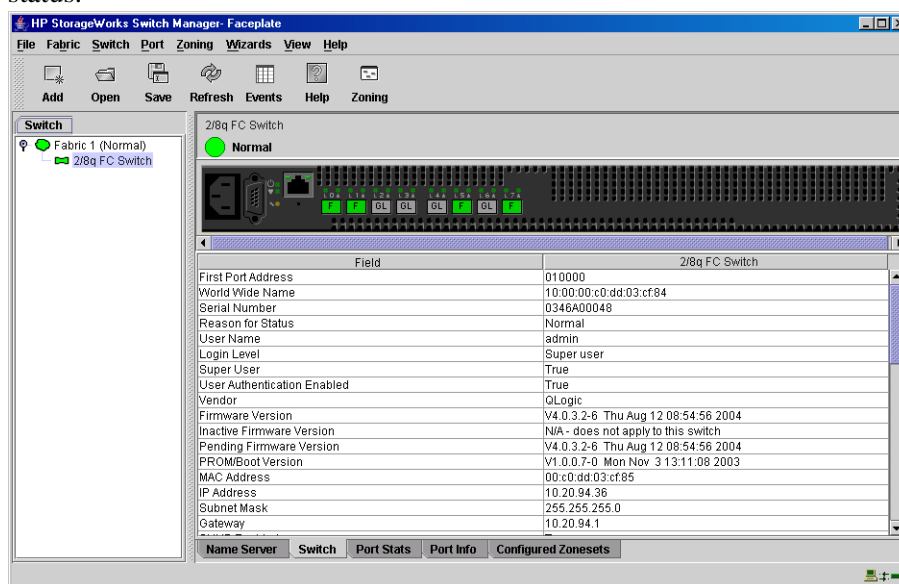 status.
HP StorageWorks Switch Manager- Faceplate
File Fabric Switch Port Zoning Wizards View Help
Add Open Save Refresh Events Help Zoning
Switch
Fabric 1 (Normal)
2/8q FC Switch
2/8q FC Switch
Normal
F F GL GL GL F GL F
Field 2/8q FC Switch
First Port Address 010000
World Wide Name 10:00:00:c0:dd:03:cf:84
Serial Number 0346A00048
Reason for Status Normal
User Name admin
Login Level Super user
Super User True
User Authentication Enabled True
Vendor QLogic
Firmware Version V4.0.3.2-6 Thu Aug 12 08:54:56 2004
Inactive Firmware Version N/A - does not apply to this switch
Pending Firmware Version V4.0.3.2-6 Thu Aug 12 08:54:56 2004
PROM/Boot Version V1.0.0.7-0 Mon Nov 3 13:11:08 2003
MAC Address 00:c0:dd:03:cf:85
IP Address 10.20.94.36
Subnet Mask 255.255.255.0
Gateway 10.20.94.1
Name Server Switch Port Stats Port Info Configured Zonesets